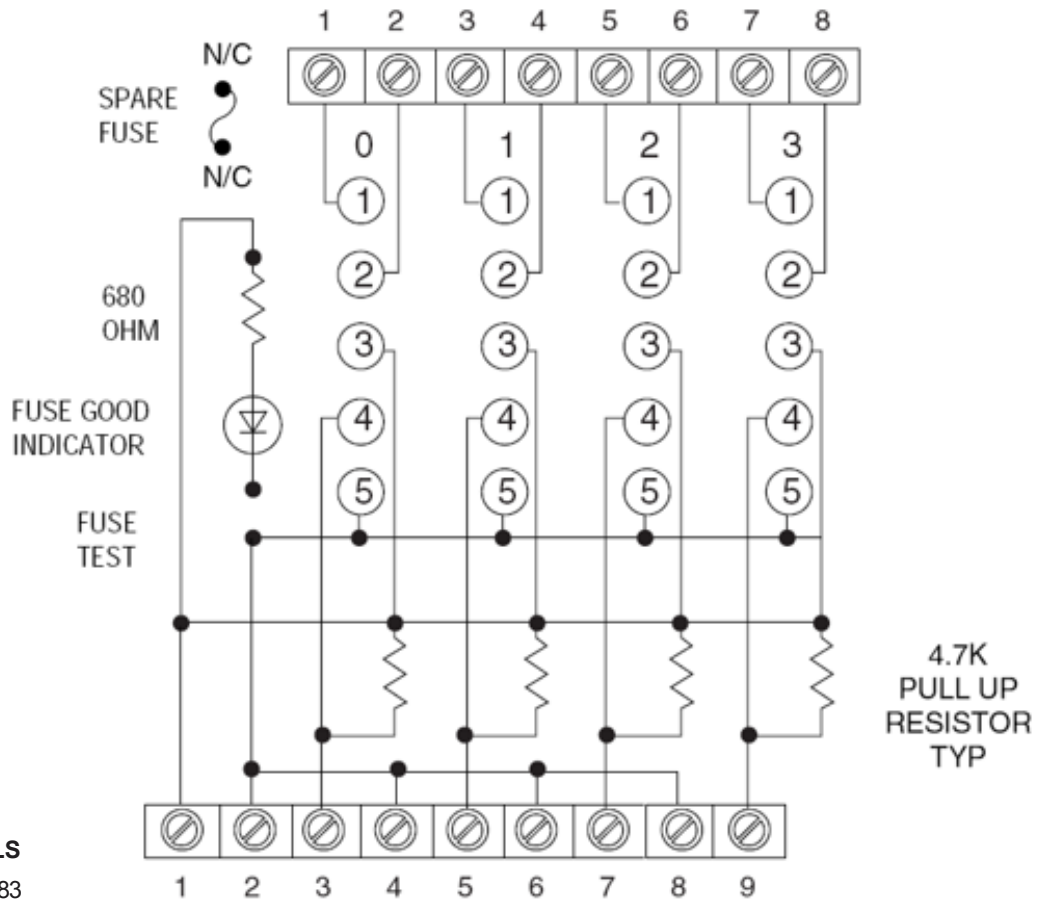 1 2 3 4 5 6 7 8
N/C
SPARE
FUSE
N/C
0 1 2 3
1 1 1 1
2 2 2 2
680
OHM
3 3 3 3
FUSE GOOD
INDICATOR
4 4 4 4
5 5 5 5
FUSE
TEST
4.7K
PULL UP
RESISTOR
TYP
LS
83
1 2 3 4 5 6 7 8 9